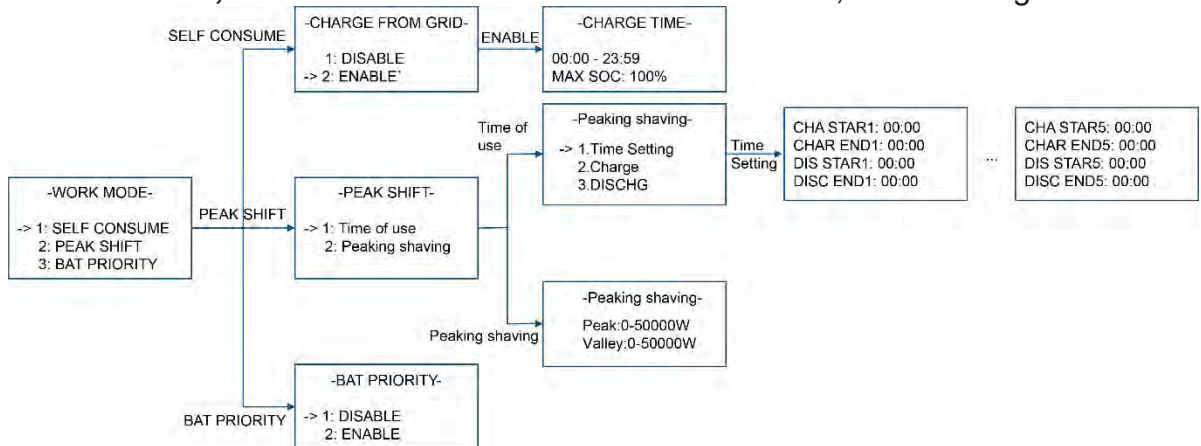 SELF CONSUME
-CHARGE FROM GRID-
1: DISABLE
-> 2: ENABLE`
ENABLE
-CHARGE TIME-
00:00 - 23:59
MAX SOC: 100%
-WORK MODE-
-> 1: SELF CONSUME
2: PEAK SHIFT
3: BAT PRIORITY
PEAK SHIFT
-PEAK SHIFT-
-> 1: Time of use
2: Peaking shaving
Time of
use
-Peaking shaving-
-> 1.Time Setting
2.Charge
3.DISCHG
Time
Setting
CHA STAR1: 00:00
CHAR END1: 00:00
DIS STAR1: 00:00
DISC END1: 00:00
...
CHA STAR5: 00:00
CHAR END5: 00:00
DIS STAR5: 00:00
DISC END5: 00:00
Peaking shaving
-Peaking shaving-
Peak:0-50000W
Valley:0-50000W
BAT PRIORITY
-BAT PRIORITY-
-> 1: DISABLE
2: ENABLE